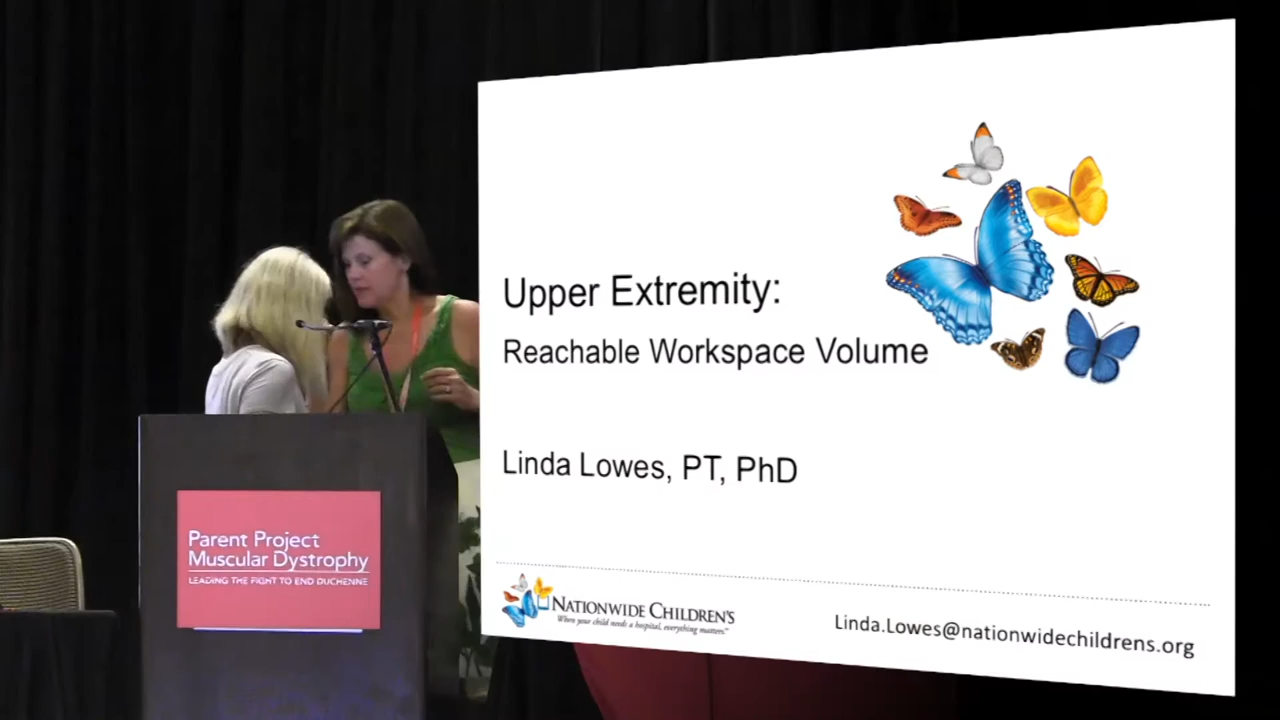 Upper Extremity:
Reachable Workspace Volume
Linda Lowes, PT, PhD
Parent Project
Muscular Dystrophy
LEADING THE FIGHT TO END DUCHENNE
NATIONWIDE CHILDREN'S
When your child needs a hospital, everything matters.™
Linda.Lowes@nationwidechildrens.org